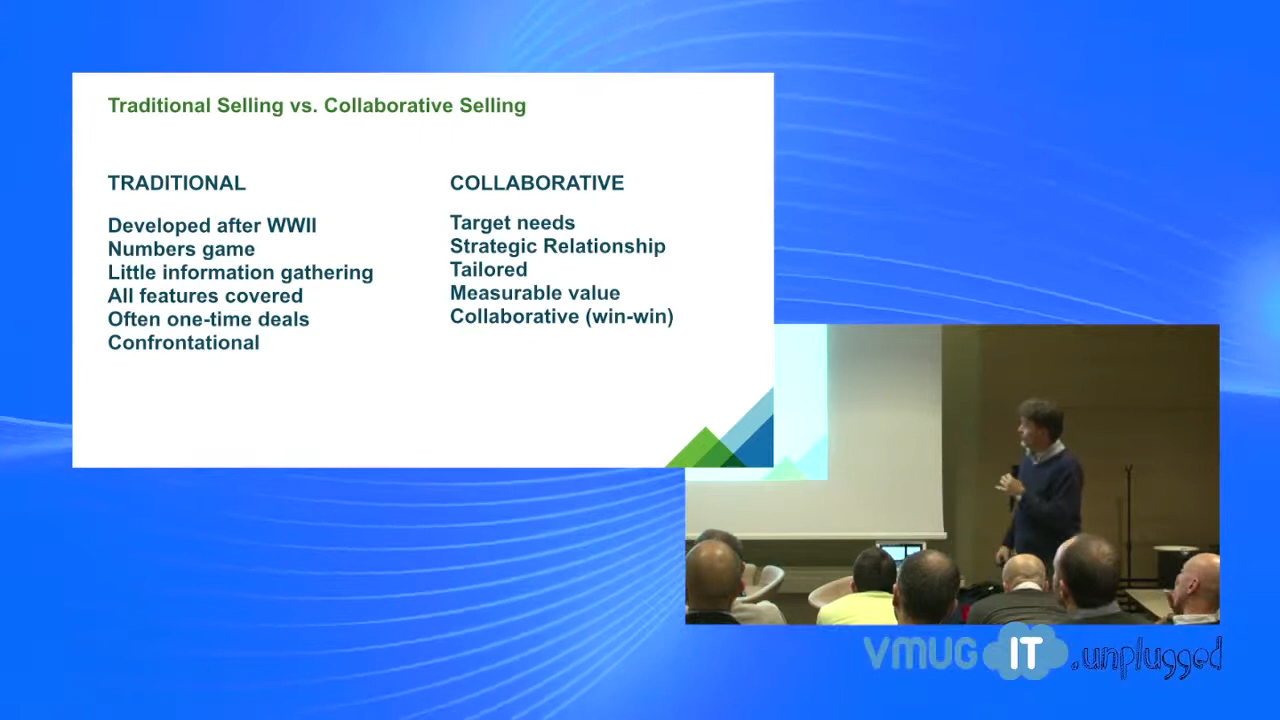 Traditional Selling vs. Collaborative Selling
TRADITIONAL
Developed after WWII
Numbers game
Little information gathering
All features covered
Often one-time deals
Confrontational
COLLABORATIVE
Target needs
Strategic Relationship
Tailored
Measurable value
Collaborative (win-win)
VMUG IT .unplugged